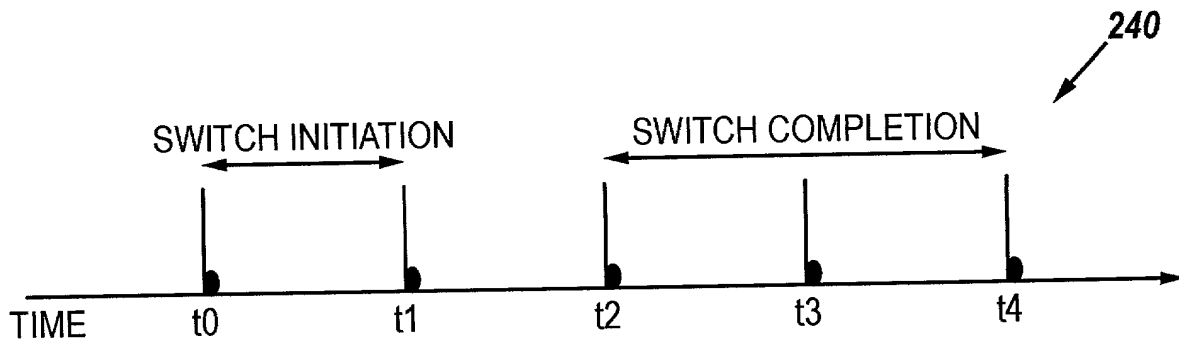 240
SWITCH INITIATION
SWITCH COMPLETION
TIME t0 t1 t2 t3 t4